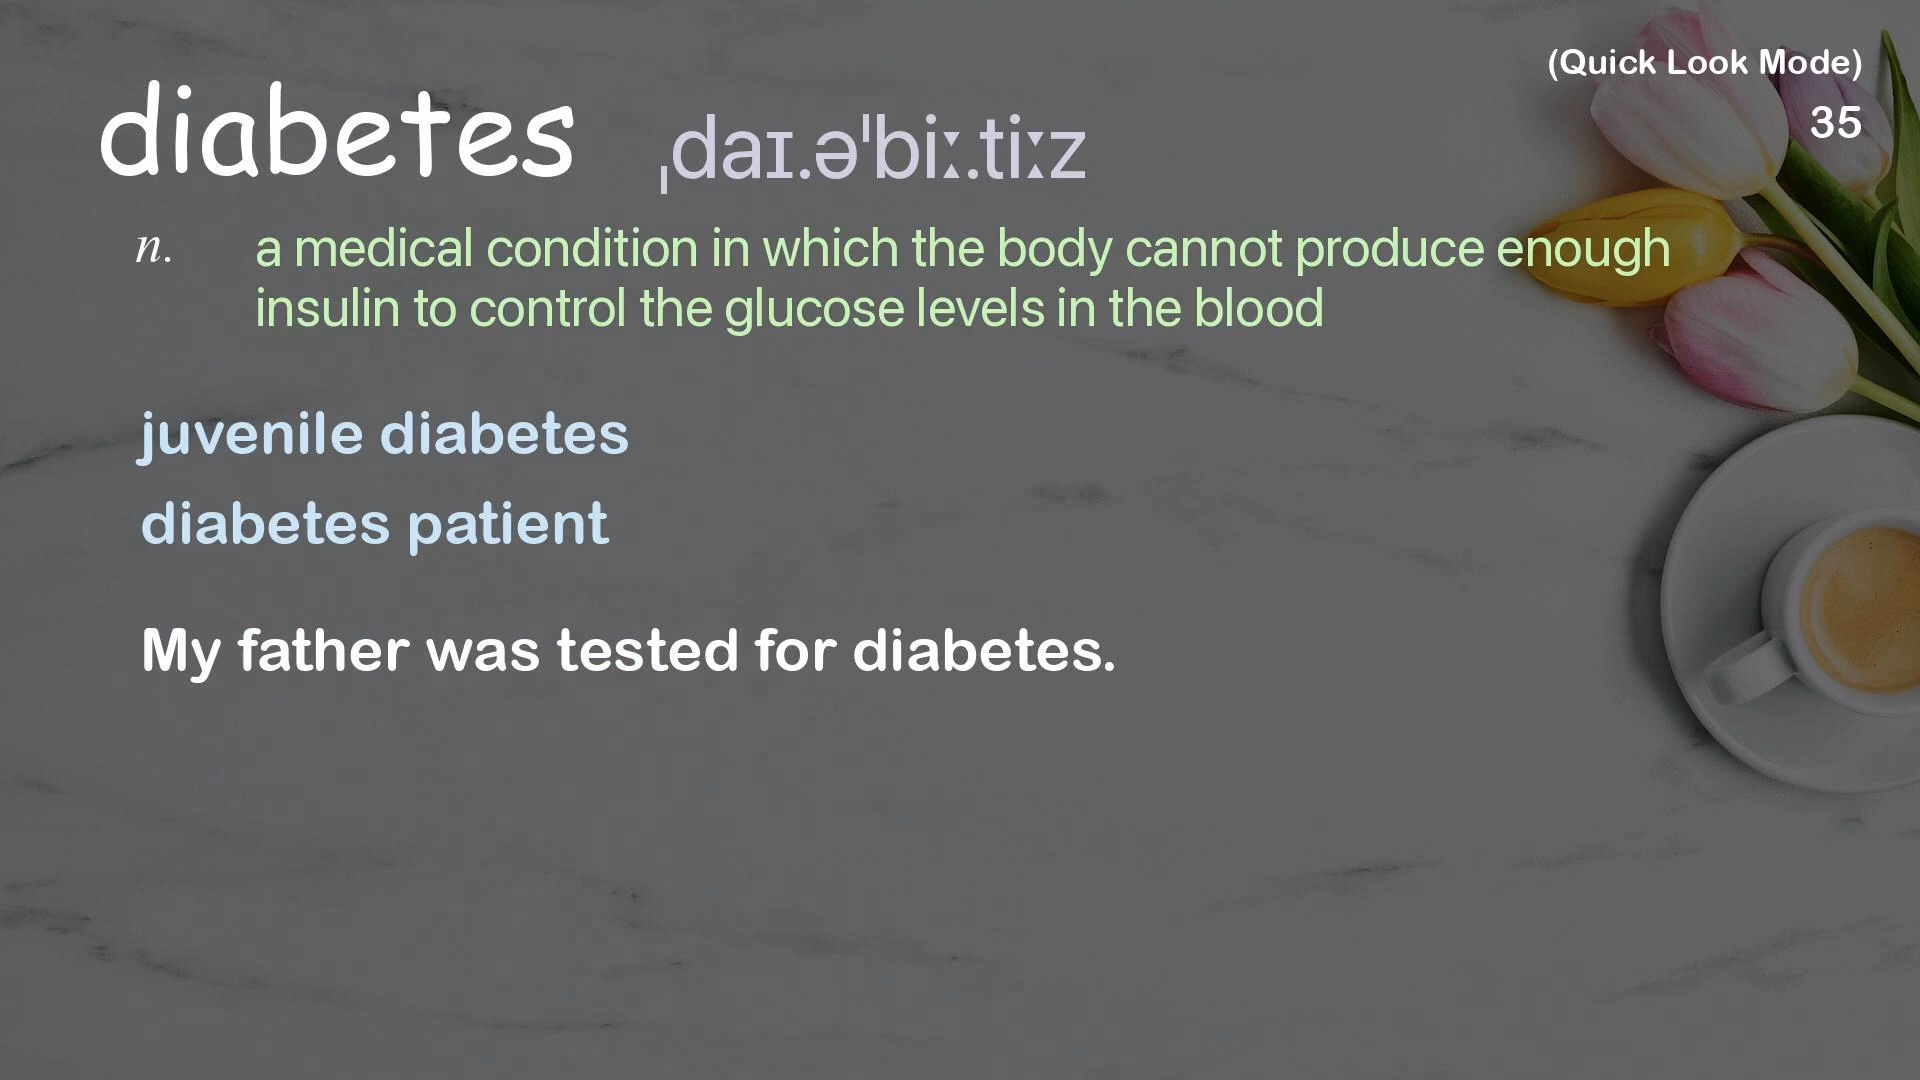 (Quick Look Mode)
35
diabetes ˌdaɪ.əˈbiː.tiːz
n. a medical condition in which the body cannot produce enough
insulin to control the glucose levels in the blood
juvenile diabetes
diabetes patient
My father was tested for diabetes.